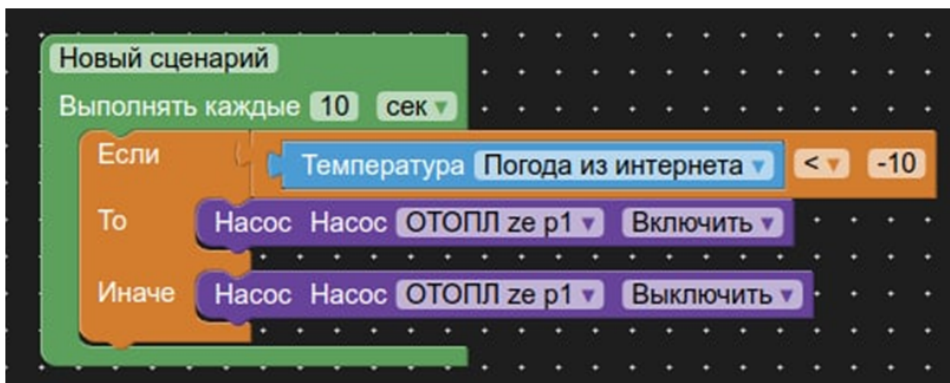 Новый сценарий
Выполнять каждые 10 сек
Если Температура Погода из интернета < -10
То Насос Насос ОТОПЛ ze p1 Включить
Иначе Насос Насос ОТОПЛ ze p1 Выключить